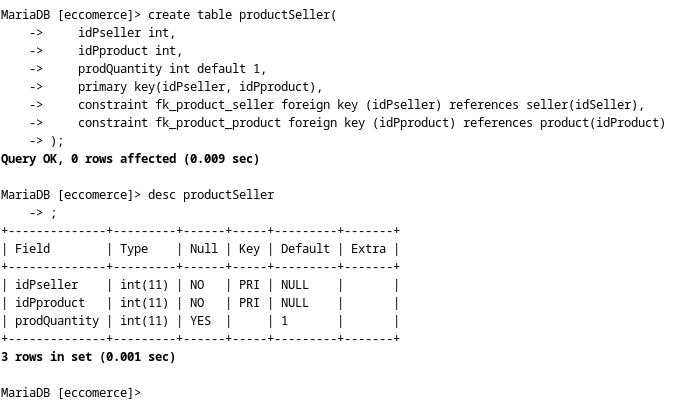 MariaDB [eccomerce]> create table productSeller(
    ->     idPseller int,
    ->     idPproduct int,
    ->     prodQuantity int default 1,
    ->     primary key(idPseller, idPproduct),
    ->     constraint fk_product_seller foreign key (idPseller) references seller(idSeller),
    ->     constraint fk_product_product foreign key (idPproduct) references product(idProduct)
    -> );
Query OK, 0 rows affected (0.009 sec)

MariaDB [eccomerce]> desc productSeller
    -> ;
+--------------+---------+------+-----+---------+-------+
| Field        | Type    | Null | Key | Default | Extra |
+--------------+---------+------+-----+---------+-------+
| idPseller    | int(11) | NO   | PRI | NULL    |       |
| idPproduct   | int(11) | NO   | PRI | NULL    |       |
| prodQuantity | int(11) | YES  |     | 1       |       |
+--------------+---------+------+-----+---------+-------+
3 rows in set (0.001 sec)

MariaDB [eccomerce]>